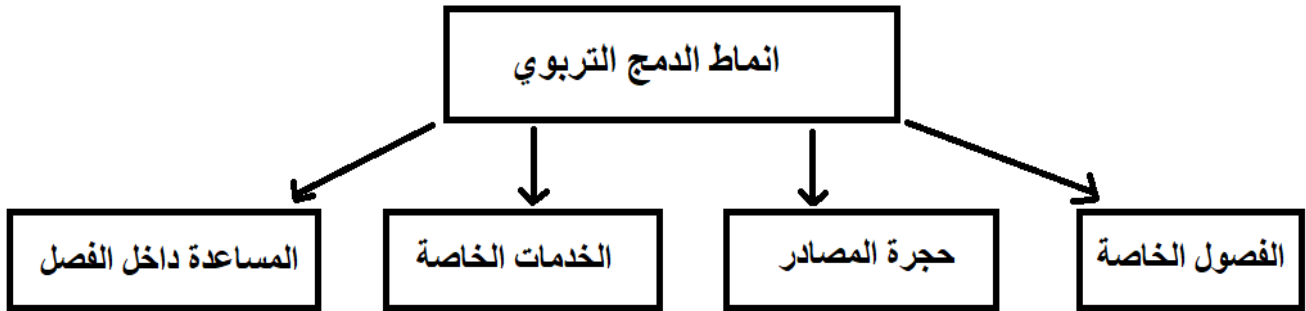 انماط الدمج التربوي
الفصول الخاصة
حجرة المصادر
الخدمات الخاصة
المساعدة داخل الفصل